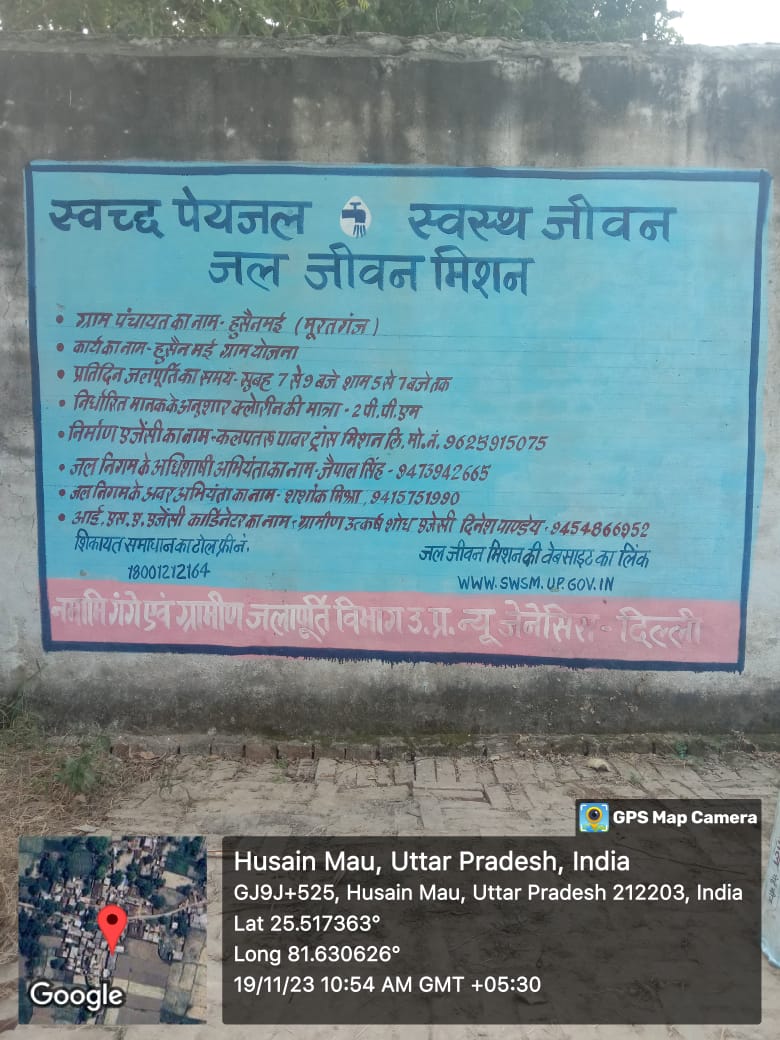 स्वच्छ पेयजल स्वस्थ जीवन
जल जीवन मिशन
• ग्राम पंचायत का नाम- हुसैनमई (मूरतगंज)
• कार्य का नाम- हुसैन मई ग्राम योजना
• प्रतिदिन जलपूर्ति का समय- सुबह 7 से 9 बजे शाम 5 से 7 बजे तक
• निर्धारित मानक के अनुशार क्लोरीन की मात्रा - 2 पी.पी.एम
• निर्माण एजेंसी का नाम- कलपतरू पावर ट्रांस मिशन लि. मो.नं. 9625915075
• जल निगम के अधिशाषी अभियंता का नाम- जैपाल सिंह - 9473942665
• जल निगम के अवर अभियंता का नाम- शशांक मिश्रा, 9415751990
• आई. एस. ए. एजेंसी कार्डिनेटर का नाम- ग्रामीण उत्कर्ष शोध एजेसी दिनेश पाण्डेय- 9454866952
शिकायत समाधान का टोल फ्री नं.
18001212164
जल जीवन मिशन की वेबसाइट का लिंक
WWW.SWSM.UP.GOV.IN
नमामि गंगे एवं ग्रामीण जलापूर्ति विभाग उ.प्र. न्यू जेनेसिस - दिल्ली
GPS Map Camera
Husain Mau, Uttar Pradesh, India
GJ9J+525, Husain Mau, Uttar Pradesh 212203, India
Lat 25.517363°
Long 81.630626°
19/11/23 10:54 AM GMT +05:30
Google